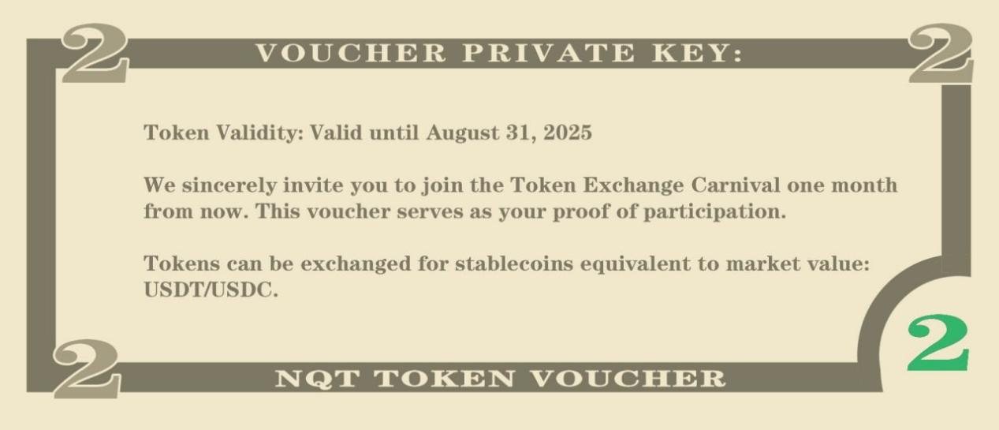 2 VOUCHER PRIVATE KEY: 2
Token Validity: Valid until August 31, 2025
We sincerely invite you to join the Token Exchange Carnival one month
from now. This voucher serves as your proof of participation.
Tokens can be exchanged for stablecoins equivalent to market value:
USDT/USDC.
2 NQT TOKEN VOUCHER 2